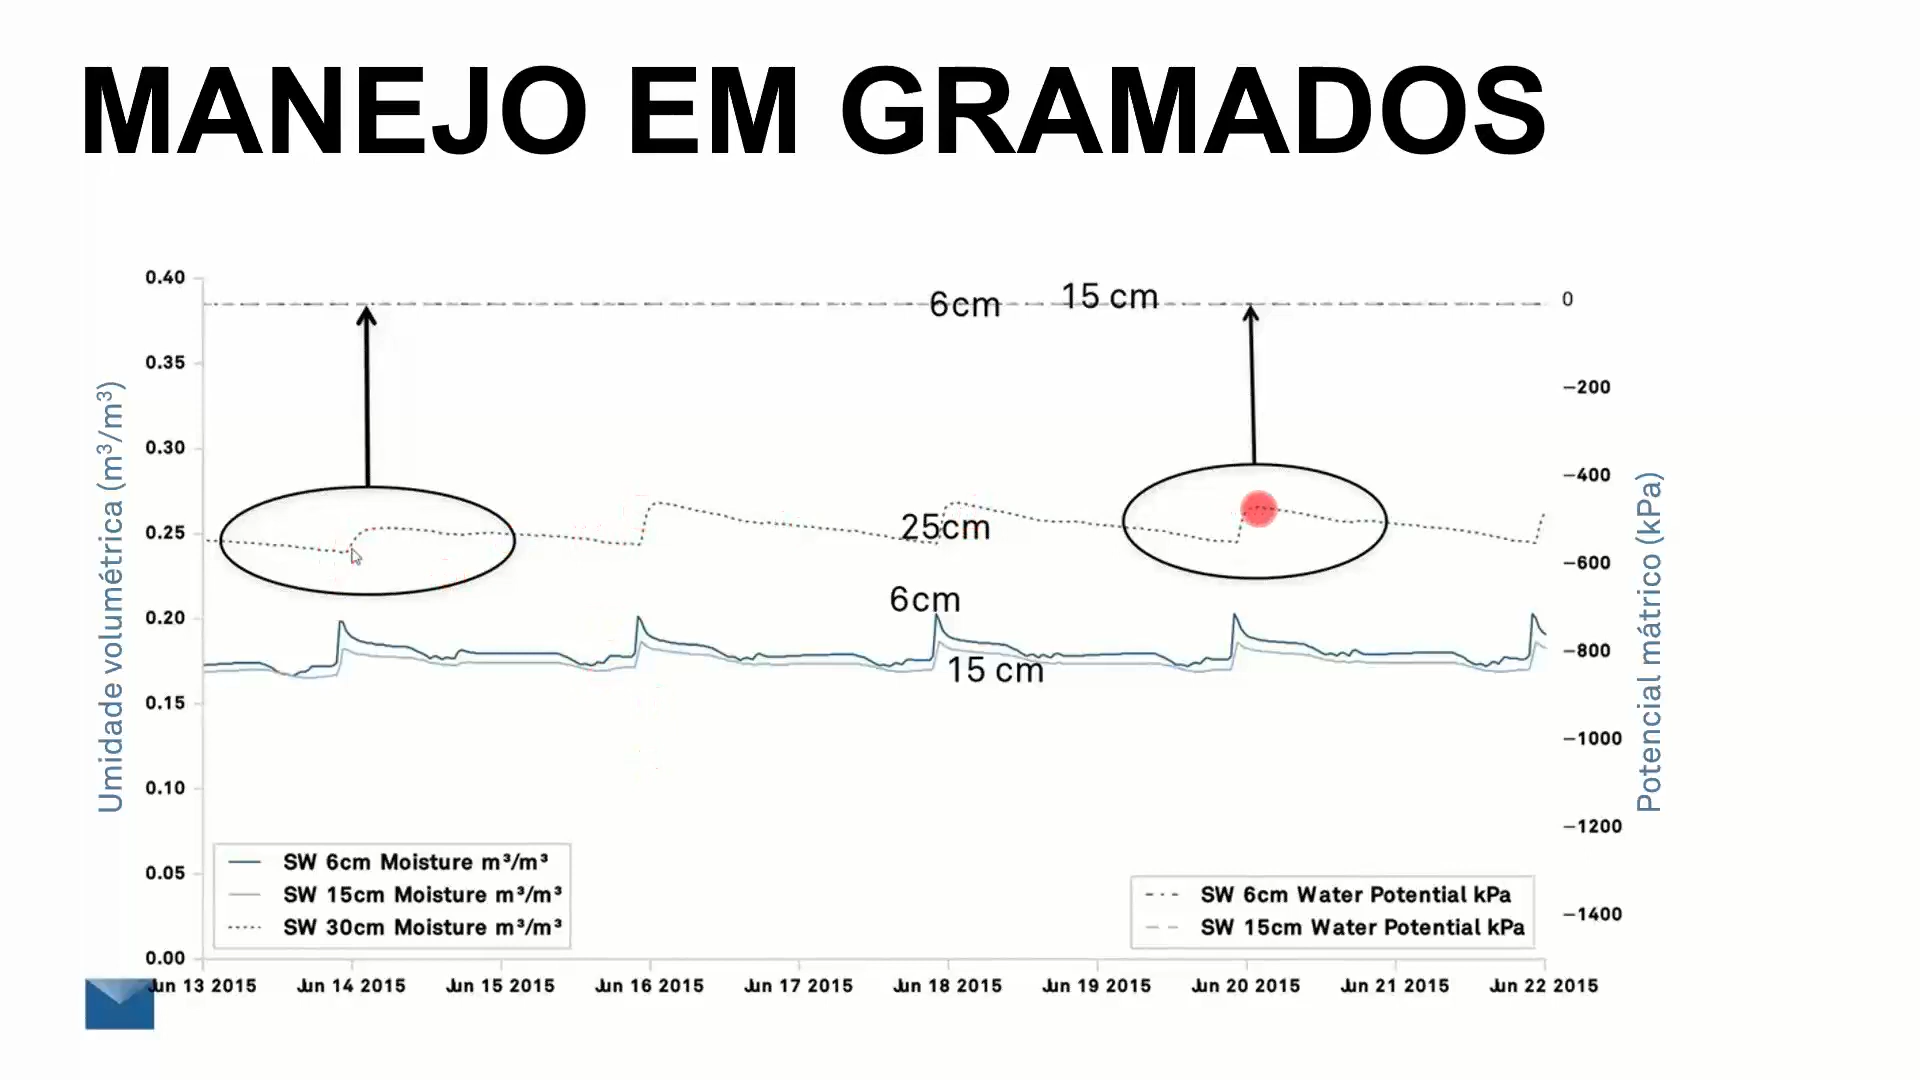 MANEJO EM GRAMADOS
0.40
0.35
0.30
0.25
0.20
0.15
0.10
0.05
0.00
Umidade volumétrica (m³/m³)
6cm
15 cm
25cm
6cm
15 cm
0
−200
−400
−600
−800
−1000
−1200
−1400
Potencial mátrico (kPa)
SW 6cm Moisture m³/m³
SW 15cm Moisture m³/m³
SW 30cm Moisture m³/m³
SW 6cm Water Potential kPa
SW 15cm Water Potential kPa
Jun 13 2015
Jun 14 2015
Jun 15 2015
Jun 16 2015
Jun 17 2015
Jun 18 2015
Jun 19 2015
Jun 20 2015
Jun 21 2015
Jun 22 2015